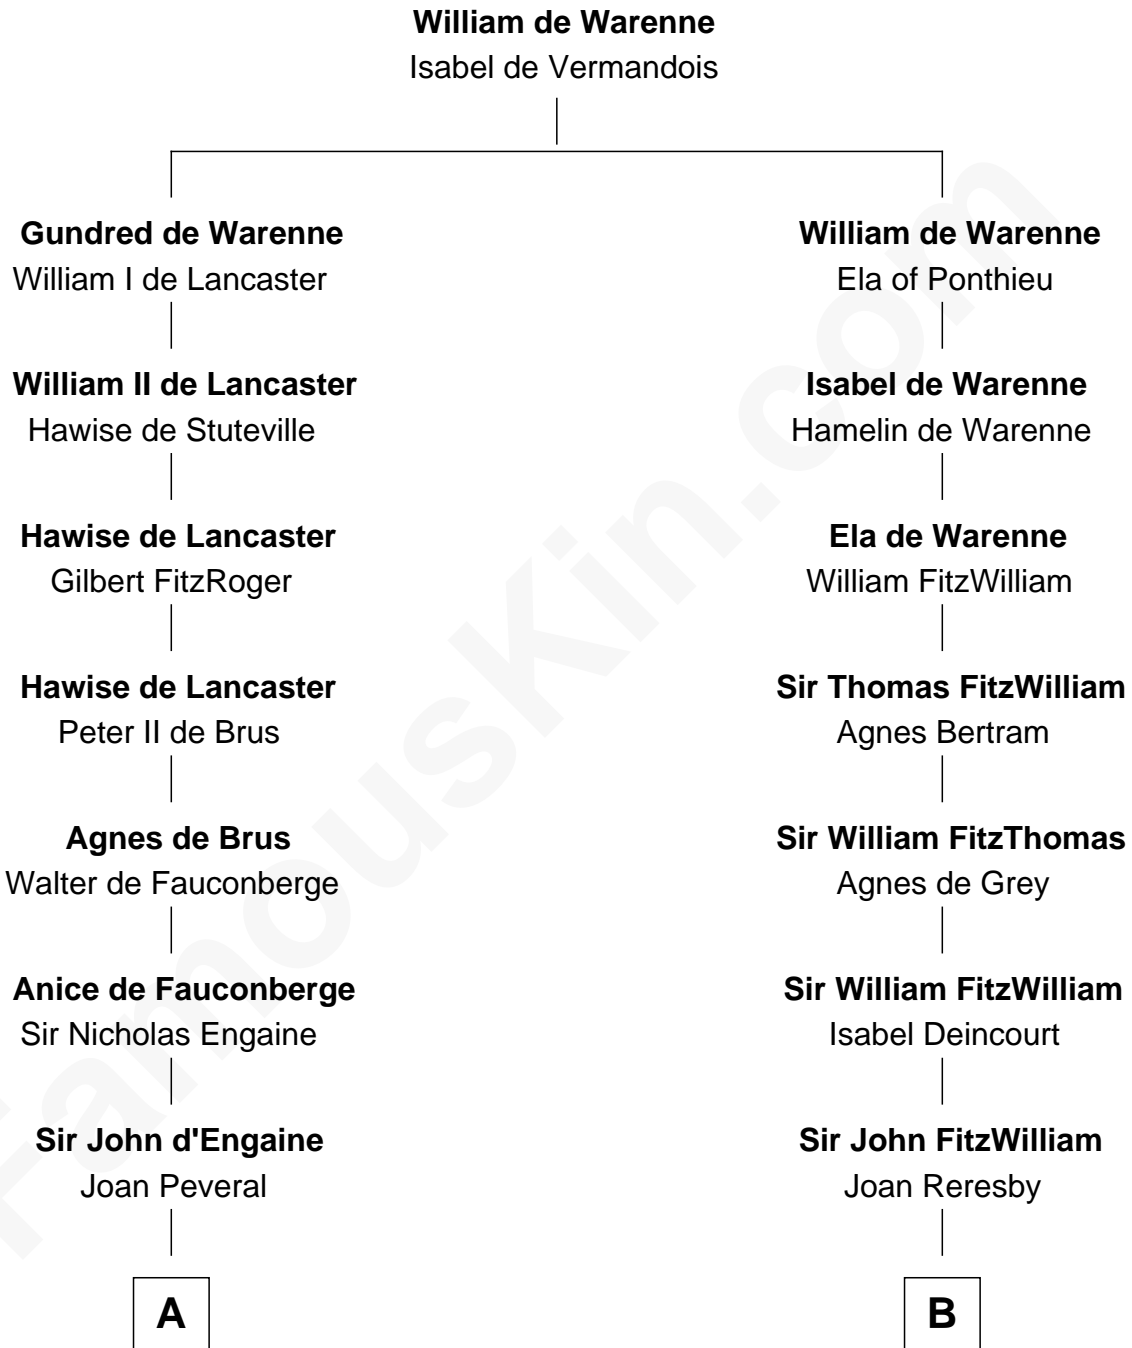 William de Warenne
Isabel de Vermandois
Gundred de Warenne
William I de Lancaster
William II de Lancaster
Hawise de Stuteville
Hawise de Lancaster
Gilbert FitzRoger
Hawise de Lancaster
Peter II de Brus
Agnes de Brus
Walter de Fauconberge
Anice de Fauconberge
Sir Nicholas Engaine
Sir John d'Engaine
Joan Peveral
A
William de Warenne
Ela of Ponthieu
Isabel de Warenne
Hamelin de Warenne
Ela de Warenne
William FitzWilliam
Sir Thomas FitzWilliam
Agnes Bertram
Sir William FitzThomas
Agnes de Grey
Sir William FitzWilliam
Isabel Deincourt
Sir John FitzWilliam
Joan Reresby
B
FamousKin.com